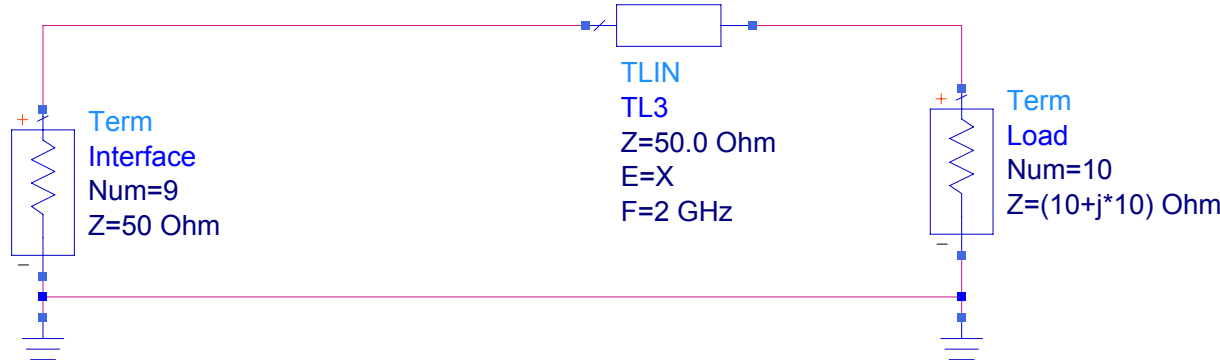 TLIN
TL3
Z=50.0 Ohm
E=X
F=2 GHz
+
Term
Interface
Num=9
Z=50 Ohm
−
+
Term
Load
Num=10
Z=(10+j*10) Ohm
−